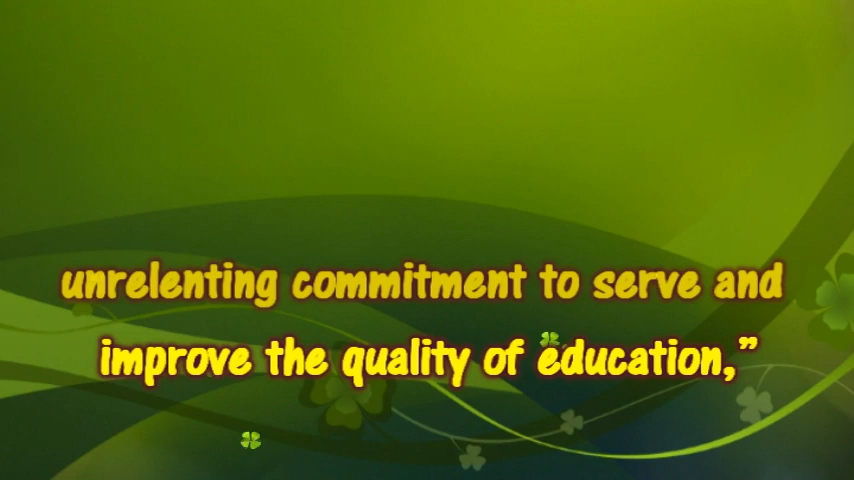 unrelenting commitment to serve and
improve the quality of education,”